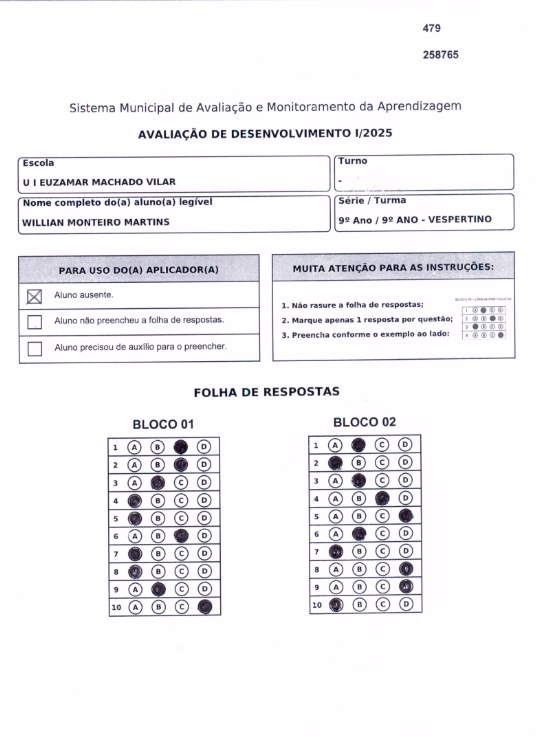 479
258765
Sistema Municipal de Avaliação e Monitoramento da Aprendizagem
AVALIAÇÃO DE DESENVOLVIMENTO I/2025
Escola
U I EUZAMAR MACHADO VILAR
Turno
-
Nome completo do(a) aluno(a) legível
WILLIAN MONTEIRO MARTINS
Série / Turma
9º Ano / 9º ANO - VESPERTINO
PARA USO DO(A) APLICADOR(A)
Aluno ausente.
Aluno não preencheu a folha de respostas.
Aluno precisou de auxílio para o preencher.
MUITA ATENÇÃO PARA AS INSTRUÇÕES:
1. Não rasure a folha de respostas;
2. Marque apenas 1 resposta por questão;
3. Preencha conforme o exemplo ao lado:
FOLHA DE RESPOSTAS
BLOCO 01
1 A B D
2 A B D
3 A C D
4 B C D
5 B C D
6 A B D
7 B C D
8 B C D
9 A C D
10 A B C
BLOCO 02
1 A C D
2 B C D
3 A C D
4 A B D
5 A B C
6 A C D
7 B C D
8 A B C
9 A B C
10 B C D